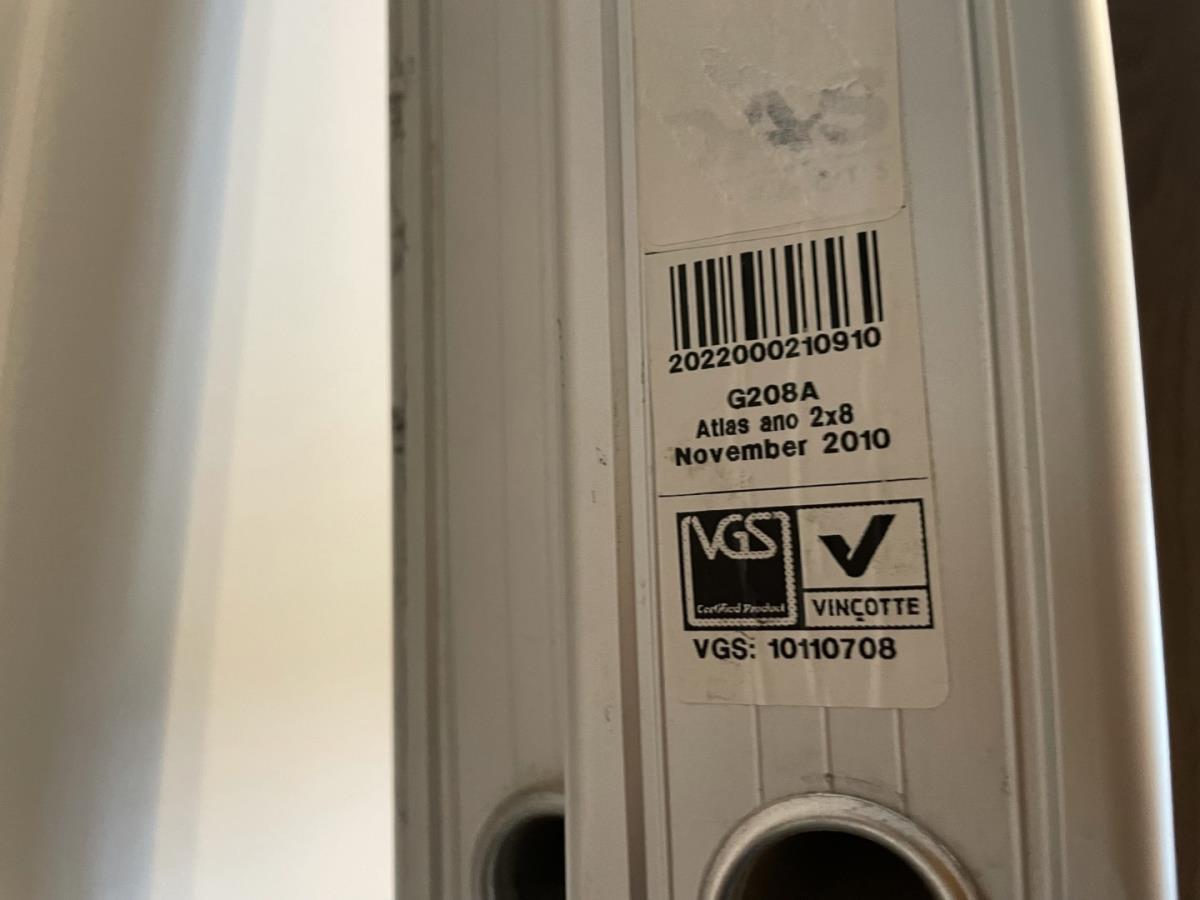 2022000210910
G208A
Atlas ano 2x8
November 2010
VGS
Certified Product
VINÇOTTE
VGS: 10110708